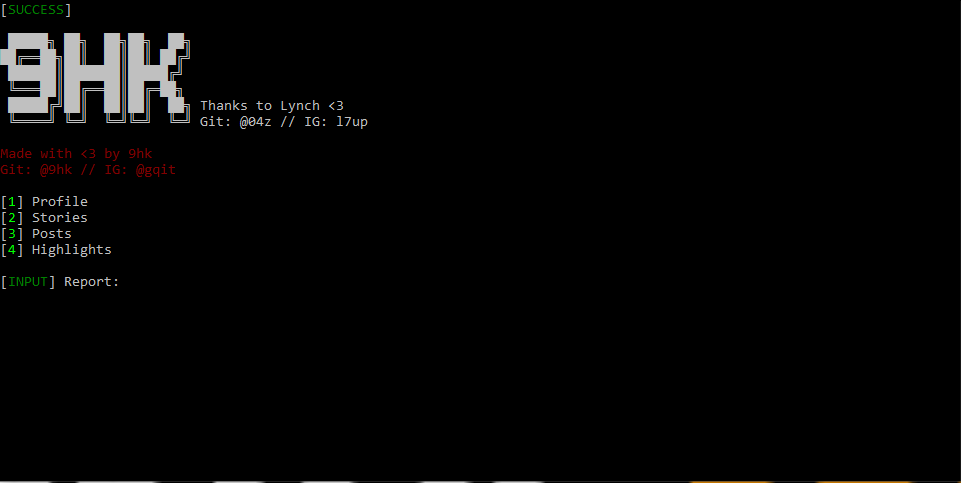 [SUCCESS]
9HK
Thanks to Lynch <3
Git: @04z // IG: l7up
Made with <3 by 9hk
Git: @9hk // IG: @gqit
[1] Profile
[2] Stories
[3] Posts
[4] Highlights
[INPUT] Report: